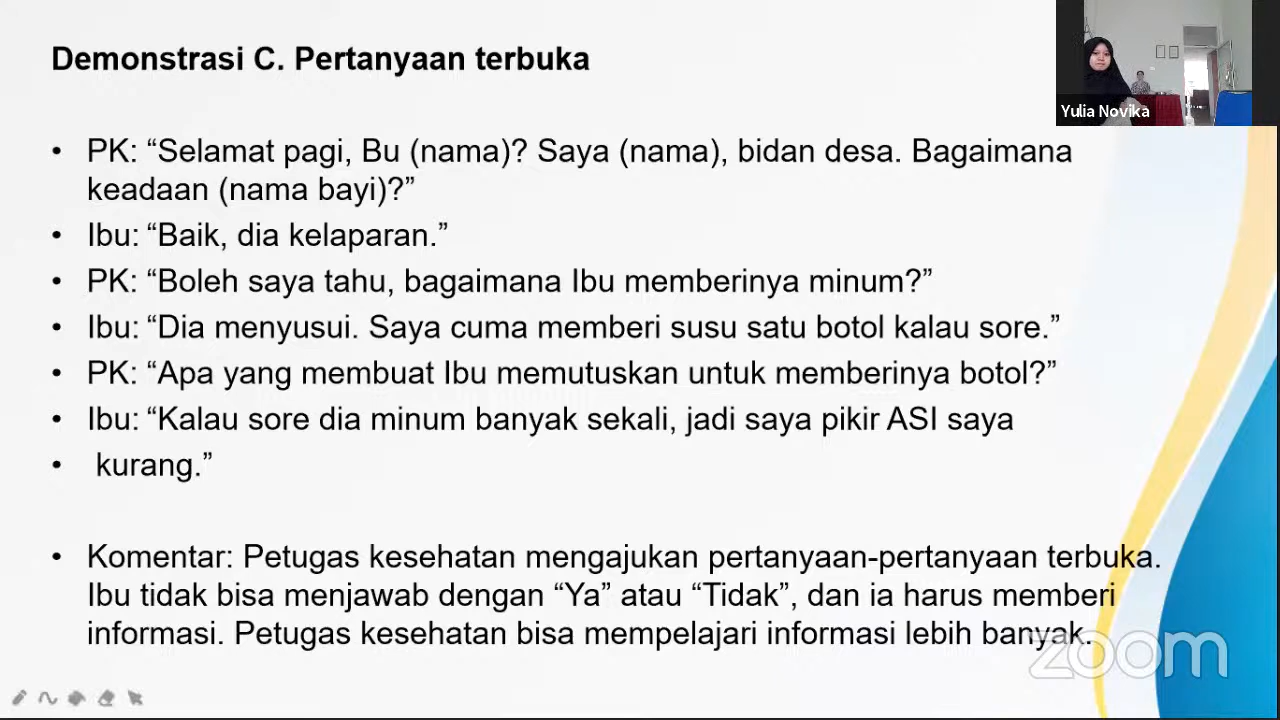 Demonstrasi C. Pertanyaan terbuka
Yulia Novika
• PK: “Selamat pagi, Bu (nama)? Saya (nama), bidan desa. Bagaimana
keadaan (nama bayi)?”
• Ibu: “Baik, dia kelaparan.”
• PK: “Boleh saya tahu, bagaimana Ibu memberinya minum?”
• Ibu: “Dia menyusui. Saya cuma memberi susu satu botol kalau sore.”
• PK: “Apa yang membuat Ibu memutuskan untuk memberinya botol?”
• Ibu: “Kalau sore dia minum banyak sekali, jadi saya pikir ASI saya
• kurang.”
• Komentar: Petugas kesehatan mengajukan pertanyaan-pertanyaan terbuka.
Ibu tidak bisa menjawab dengan “Ya” atau “Tidak”, dan ia harus memberi
informasi. Petugas kesehatan bisa mempelajari informasi lebih banyak.
zoom